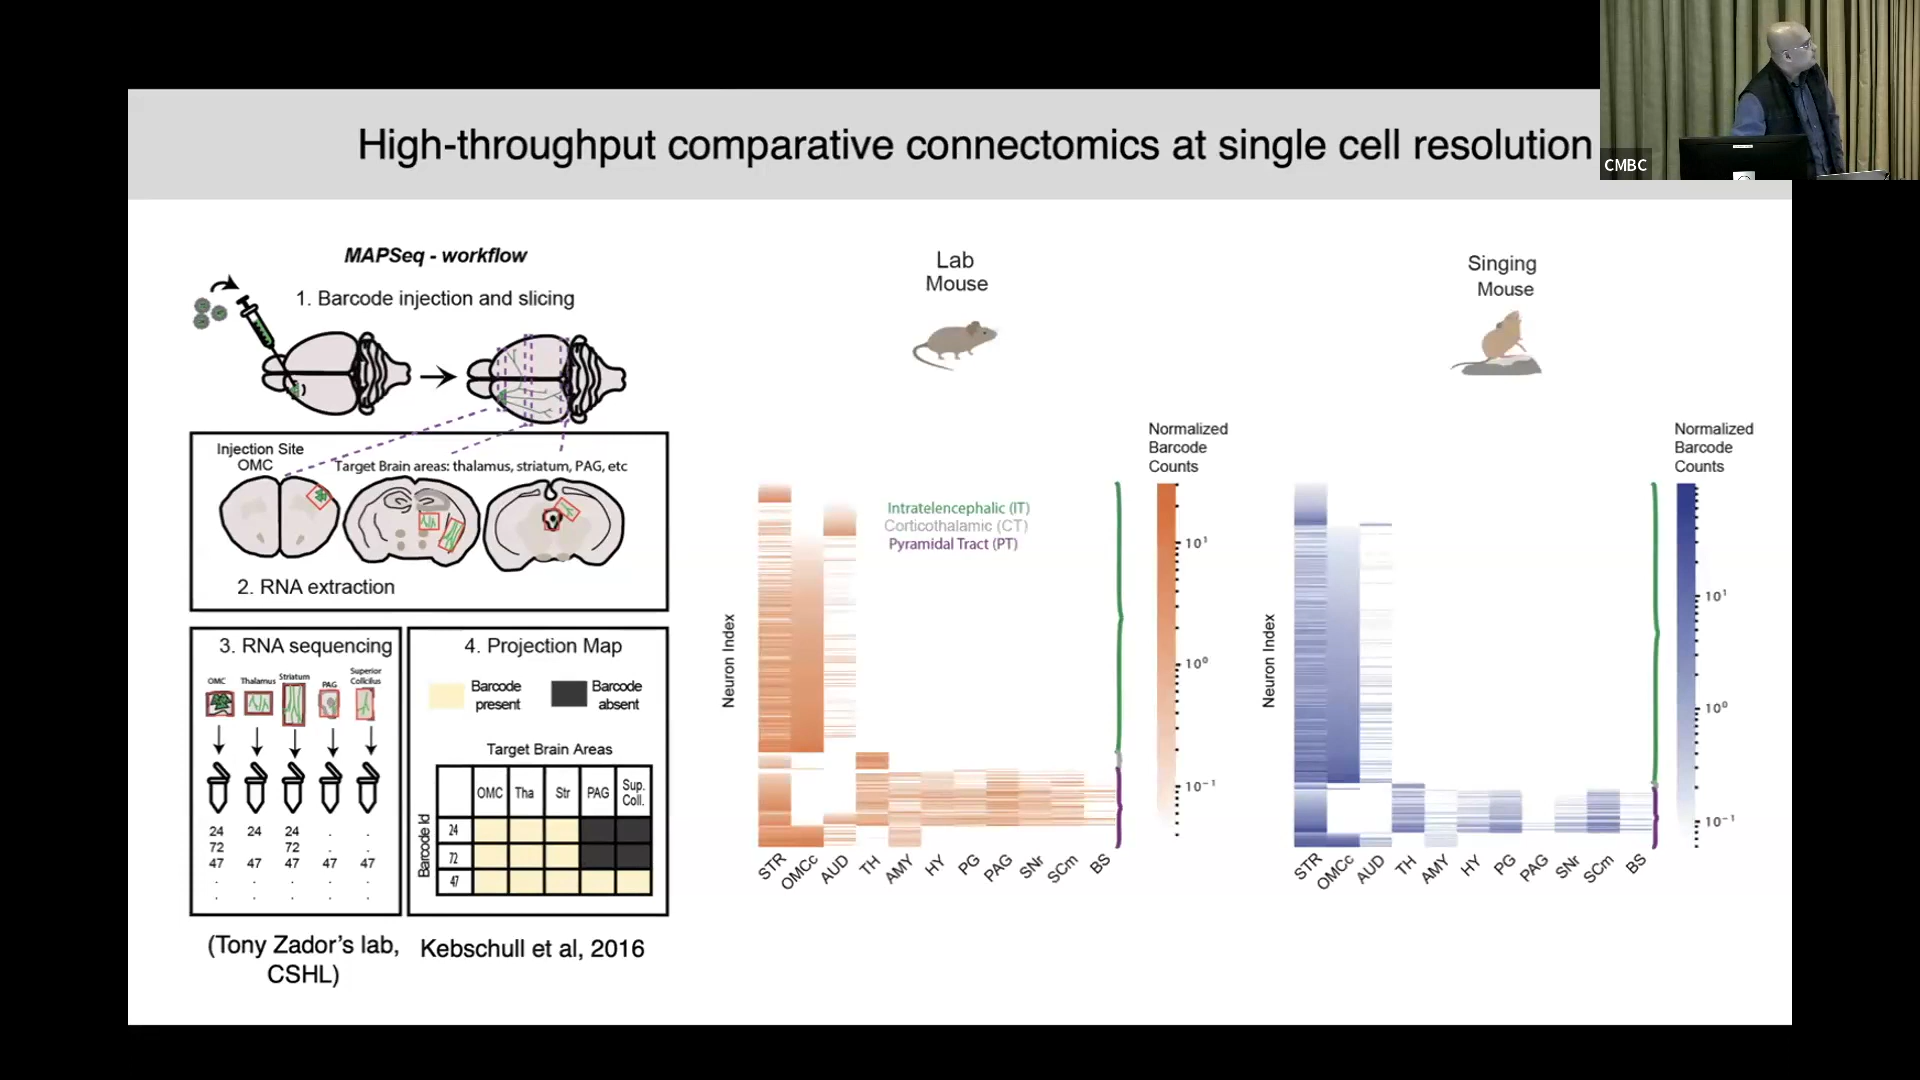 High-throughput comparative connectomics at single cell resolution
CMBC
MAPSeq - workflow
1. Barcode injection and slicing
Injection Site
OMC
Target Brain areas: thalamus, striatum, PAG, etc
2. RNA extraction
3. RNA sequencing
OMC Thalamus Striatum PAG Superior Collicilus
24 24 24 . .
72 72 . .
47 47 47 47 47
. . . . .
. . . . .
4. Projection Map
Barcode present
Barcode absent
Target Brain Areas
OMC Tha Str PAG Sup. Coll.
Barcode Id
24
72
47
(Tony Zador's lab,
CSHL)
Kebschull et al, 2016
Lab
Mouse
Normalized
Barcode
Counts
Intratelencephalic (IT)
Corticothalamic (CT)
Pyramidal Tract (PT)
Neuron Index
10¹
10⁰
10⁻¹
STR OMCc AUD TH AMY HY PG PAG SNr SCm BS
Singing
Mouse
Normalized
Barcode
Counts
Neuron Index
10¹
10⁰
10⁻¹
STR OMCc AUD TH AMY HY PG PAG SNr SCm BS